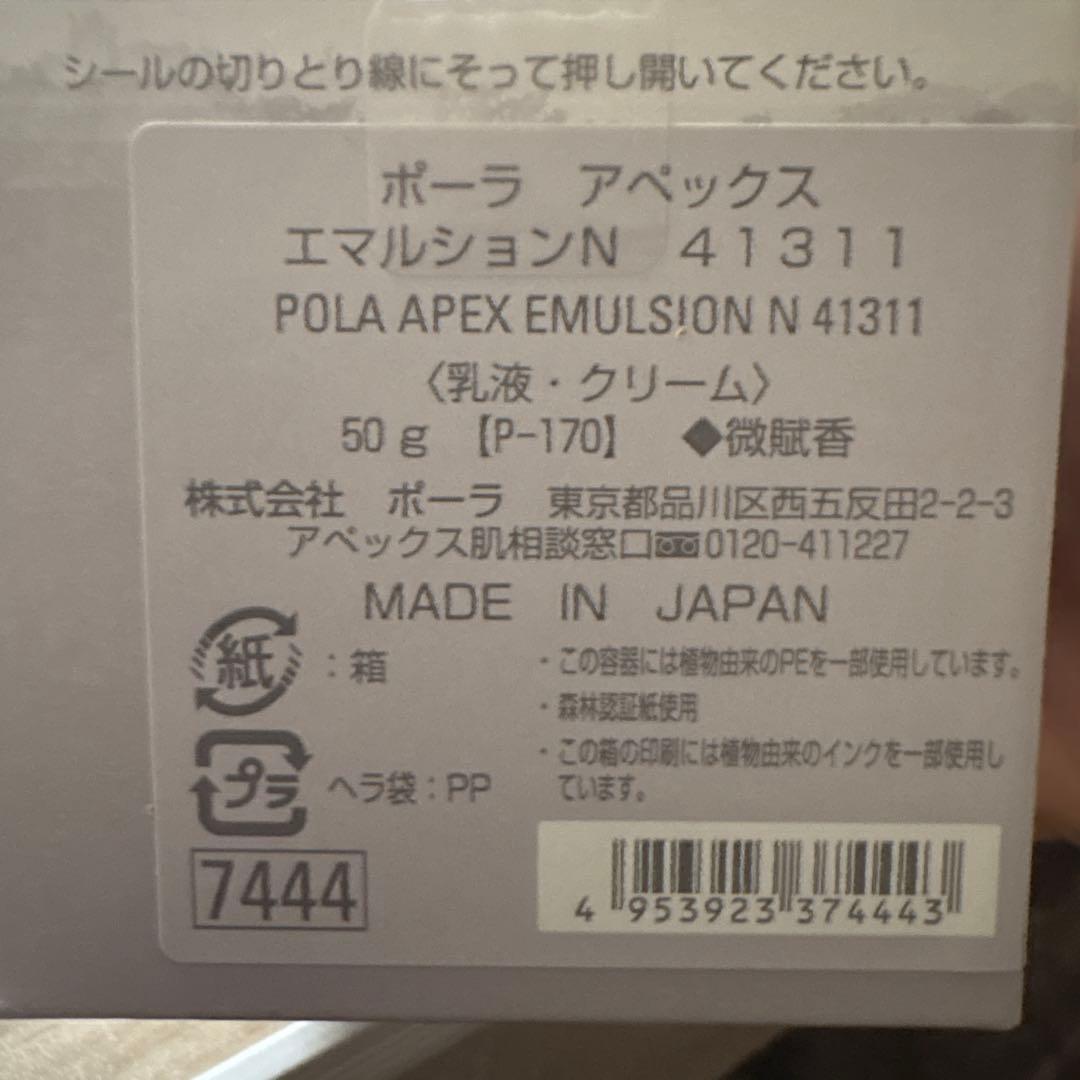 シールの切りとり線にそって押し開いてください。
ポーラ　アペックス
エマルションN　41311
POLA APEX EMULSION N 41311
〈乳液・クリーム〉
50g　【P-170】　◆微賦香
株式会社　ポーラ　東京都品川区西五反田2-2-3
アペックス肌相談窓口 0120-411227
MADE IN JAPAN
紙：箱
・この容器には植物由来のPEを一部使用しています。
・森林認証紙使用
・この箱の印刷には植物由来のインクを一部使用し
ています。
プラ ヘラ袋：PP
7444
4 953923 374443